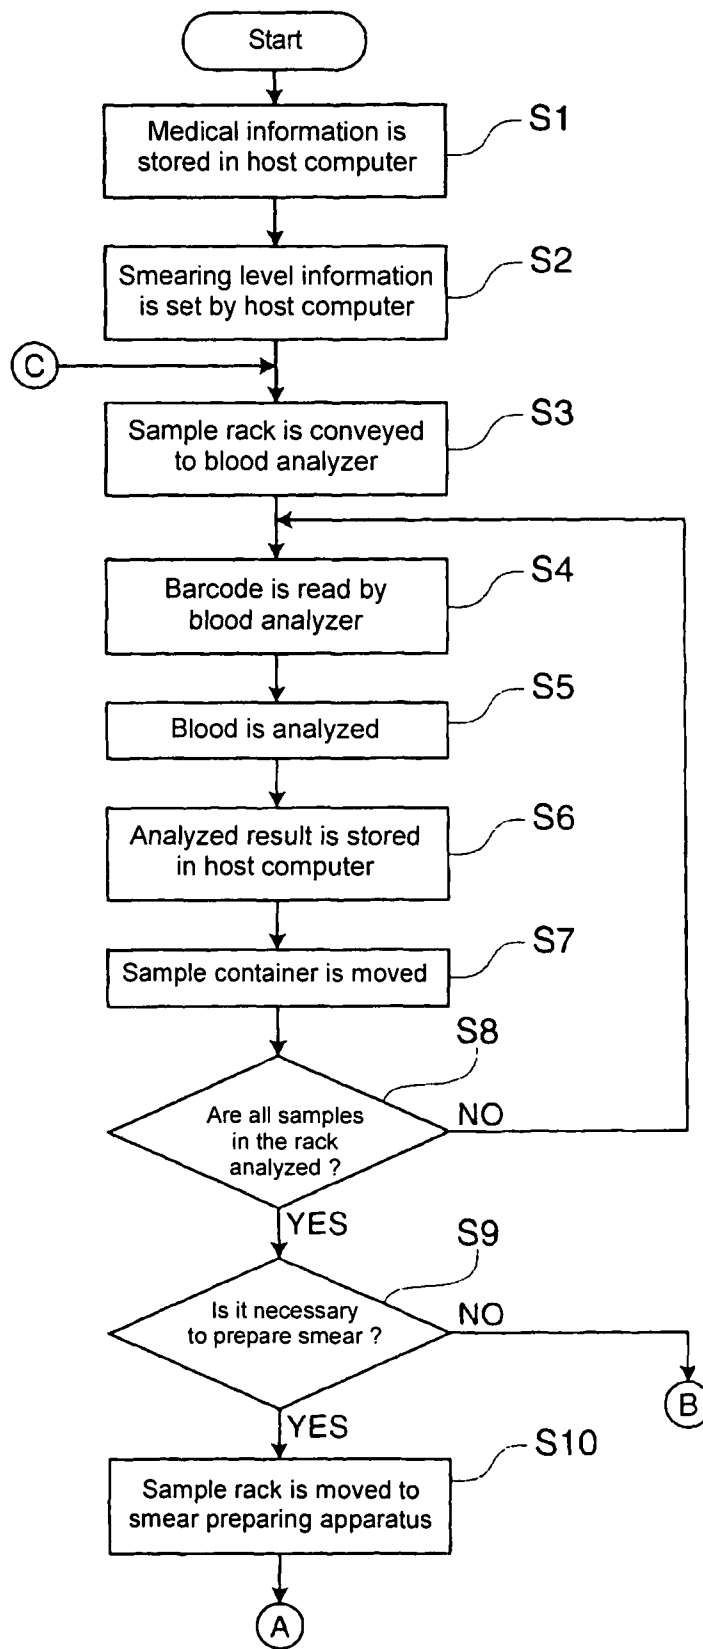 Start
Medical information is
stored in host computer
S1
Smearing level information
is set by host computer
S2
C
Sample rack is conveyed
to blood analyzer
S3
Barcode is read by
blood analyzer
S4
Blood is analyzed
S5
Analyzed result is stored
in host computer
S6
Sample container is moved
S7
S8
Are all samples
in the rack
analyzed ?
NO
YES
S9
Is it necessary
to prepare smear ?
NO
B
YES
S10
Sample rack is moved to
smear preparing apparatus
A